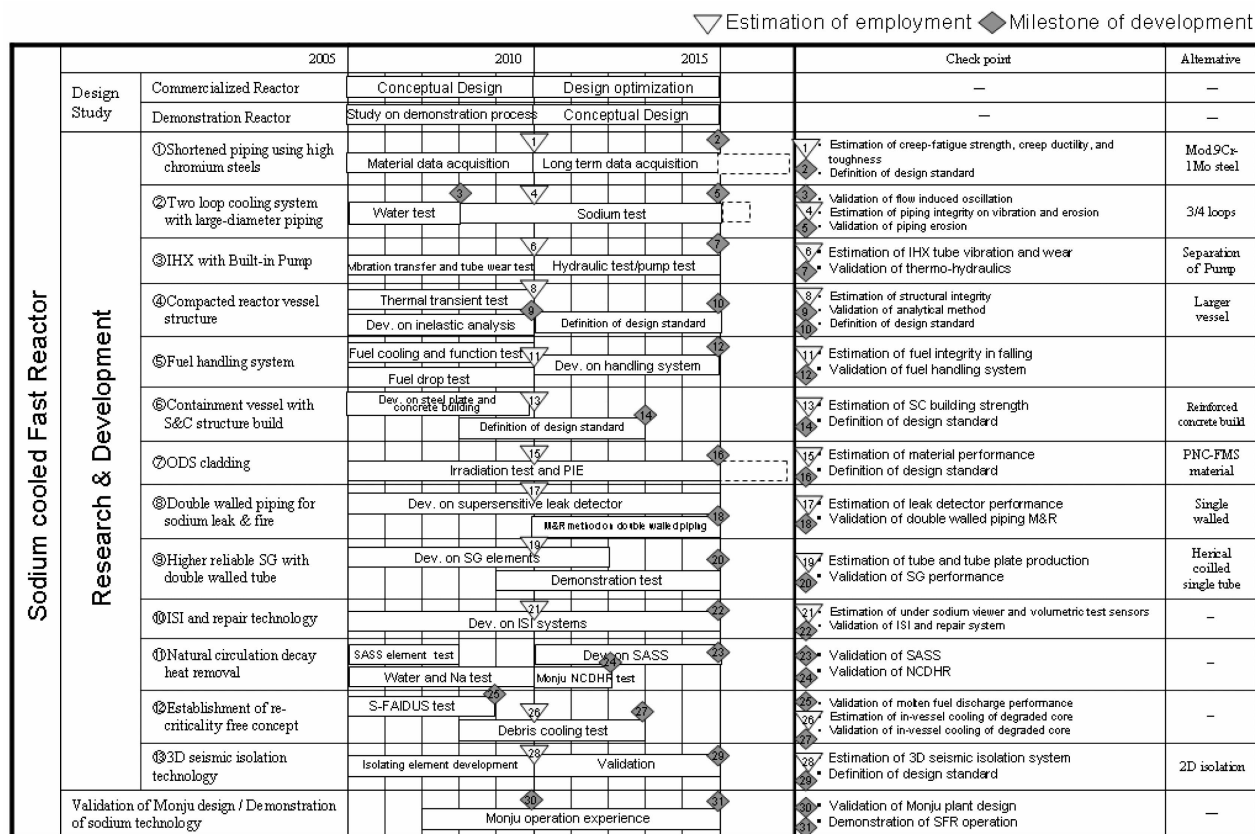 Estimation of employment
Milestone of development
2005
2010
2015
Check point
Alternative
Sodium cooled Fast Reactor
Design
Study
Commercialized Reactor
Conceptual Design
Design optimization
—
—
Demonstration Reactor
Study on demonstration process
Conceptual Design
—
—
Research & Development
①Shortened piping using high
chromium steels
Material data acquisition
Long term data acquisition
1
2
1 • Estimation of creep-fatigue strength, creep ductility, and
toughness
2 • Definition of design standard
Mod.9Cr-
1Mo steel
②Two loop cooling system
with large-diameter piping
Water test
Sodium test
3
4
5
3 • Validation of flow induced oscillation
4 • Estimation of piping integrity on vibration and erosion
5 • Validation of piping erosion
3/4 loops
③IHX with Built-in Pump
Vibration transfer and tube wear test
Hydraulic test/pump test
6
7
6 • Estimation of IHX tube vibration and wear
7 • Validation of thermo-hydraulics
Separation
of Pump
④Compacted reactor vessel
structure
Thermal transient test
Dev. on inelastic analysis
Definition of design standard
8
9
10
8 • Estimation of structural integrity
9 • Validation of analytical method
10 • Definition of design standard
Larger
vessel
⑤Fuel handling system
Fuel cooling and function test
Fuel drop test
Dev. on handling system
11
12
11 • Estimation of fuel integrity in falling
12 • Validation of fuel handling system
⑥Containment vessel with
S&C structure build
Dev. on steel plate and
concrete building
Definition of design standard
13
14
13 • Estimation of SC building strength
14 • Definition of design standard
Reinforced
concrete build
⑦ODS cladding
Irradiation test and PIE
15
16
15 • Estimation of material performance
16 • Definition of design standard
PNC-FMS
material
⑧Double walled piping for
sodium leak & fire
Dev. on supersensitive leak detector
M&R method on double walled piping
17
18
17 • Estimation of leak detector performance
18 • Validation of double walled piping M&R
Single
walled
⑨Higher reliable SG with
double walled tube
Dev. on SG elements
Demonstration test
19
20
19 • Estimation of tube and tube plate production
20 • Validation of SG performance
Herical
coilled
single tube
⑩ISI and repair technology
Dev. on ISI systems
21
22
21 • Estimation of under sodium viewer and volumetric test sensors
22 • Validation of ISI and repair system
–
⑪Natural circulation decay
heat removal
SASS element test
Dev. on SASS
Water and Na test
Monju NCDHR test
23
24
23 • Validation of SASS
24 • Validation of NCDHR
–
⑫Establishment of re-
criticality free concept
S-FAIDUS test
Debris cooling test
25
26
27
25 • Validation of molten fuel discharge performance
26 • Estimation of in-vessel cooling of degraded core
27 • Validation of in-vessel cooling of degraded core
–
⑬3D seismic isolation
technology
Isolating element development
Validation
28
29
28 • Estimation of 3D seismic isolation system
29 • Definition of design standard
2D isolation
Validation of Monju design / Demonstration
of sodium technology
Monju operation experience
30
31
30 • Validation of Monju plant design
31 • Demonstration of SFR operation
—